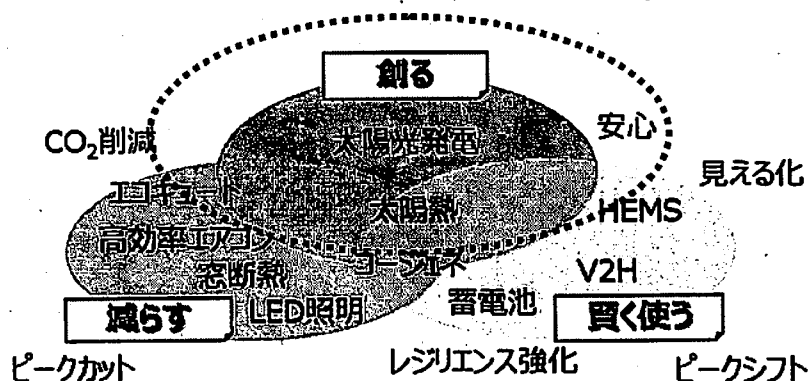 創る
太陽光発電
安心
CO₂削減
見える化
エコキュート
太陽熱
HEMS
高効率エアコン
コージェネ
窓断熱
V2H
蓄電池
減らす
LED照明
賢く使う
ピークカット
レジリエンス強化
ピークシフト